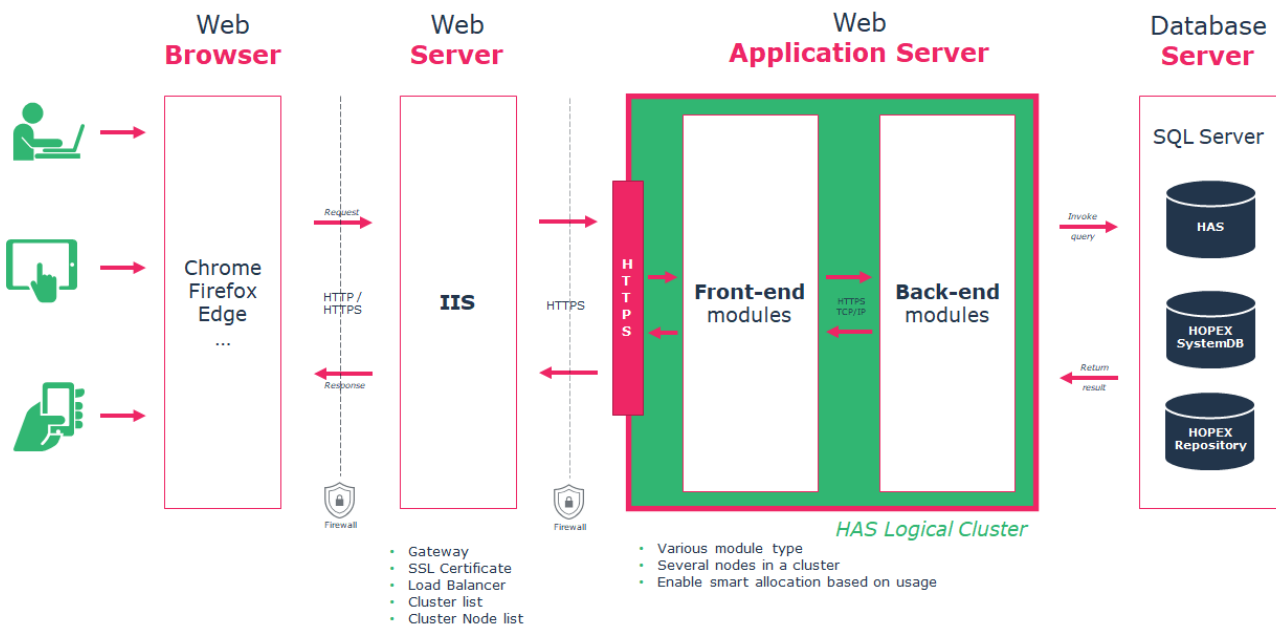 Web
Browser
Web
Server
Web
Application Server
Database
Server
Chrome
Firefox
Edge
...
Request
HTTP /
HTTPS
Response
Firewall
IIS
HTTPS
Firewall
H
T
T
P
S
Front-end
modules
HTTPS
TCP/IP
Back-end
modules
Invoke
query
Return
result
SQL Server
HAS
HOPEX
SystemDB
HOPEX
Repository
HAS Logical Cluster
• Gateway
• SSL Certificate
• Load Balancer
• Cluster list
• Cluster Node list
• Various module type
• Several nodes in a cluster
• Enable smart allocation based on usage